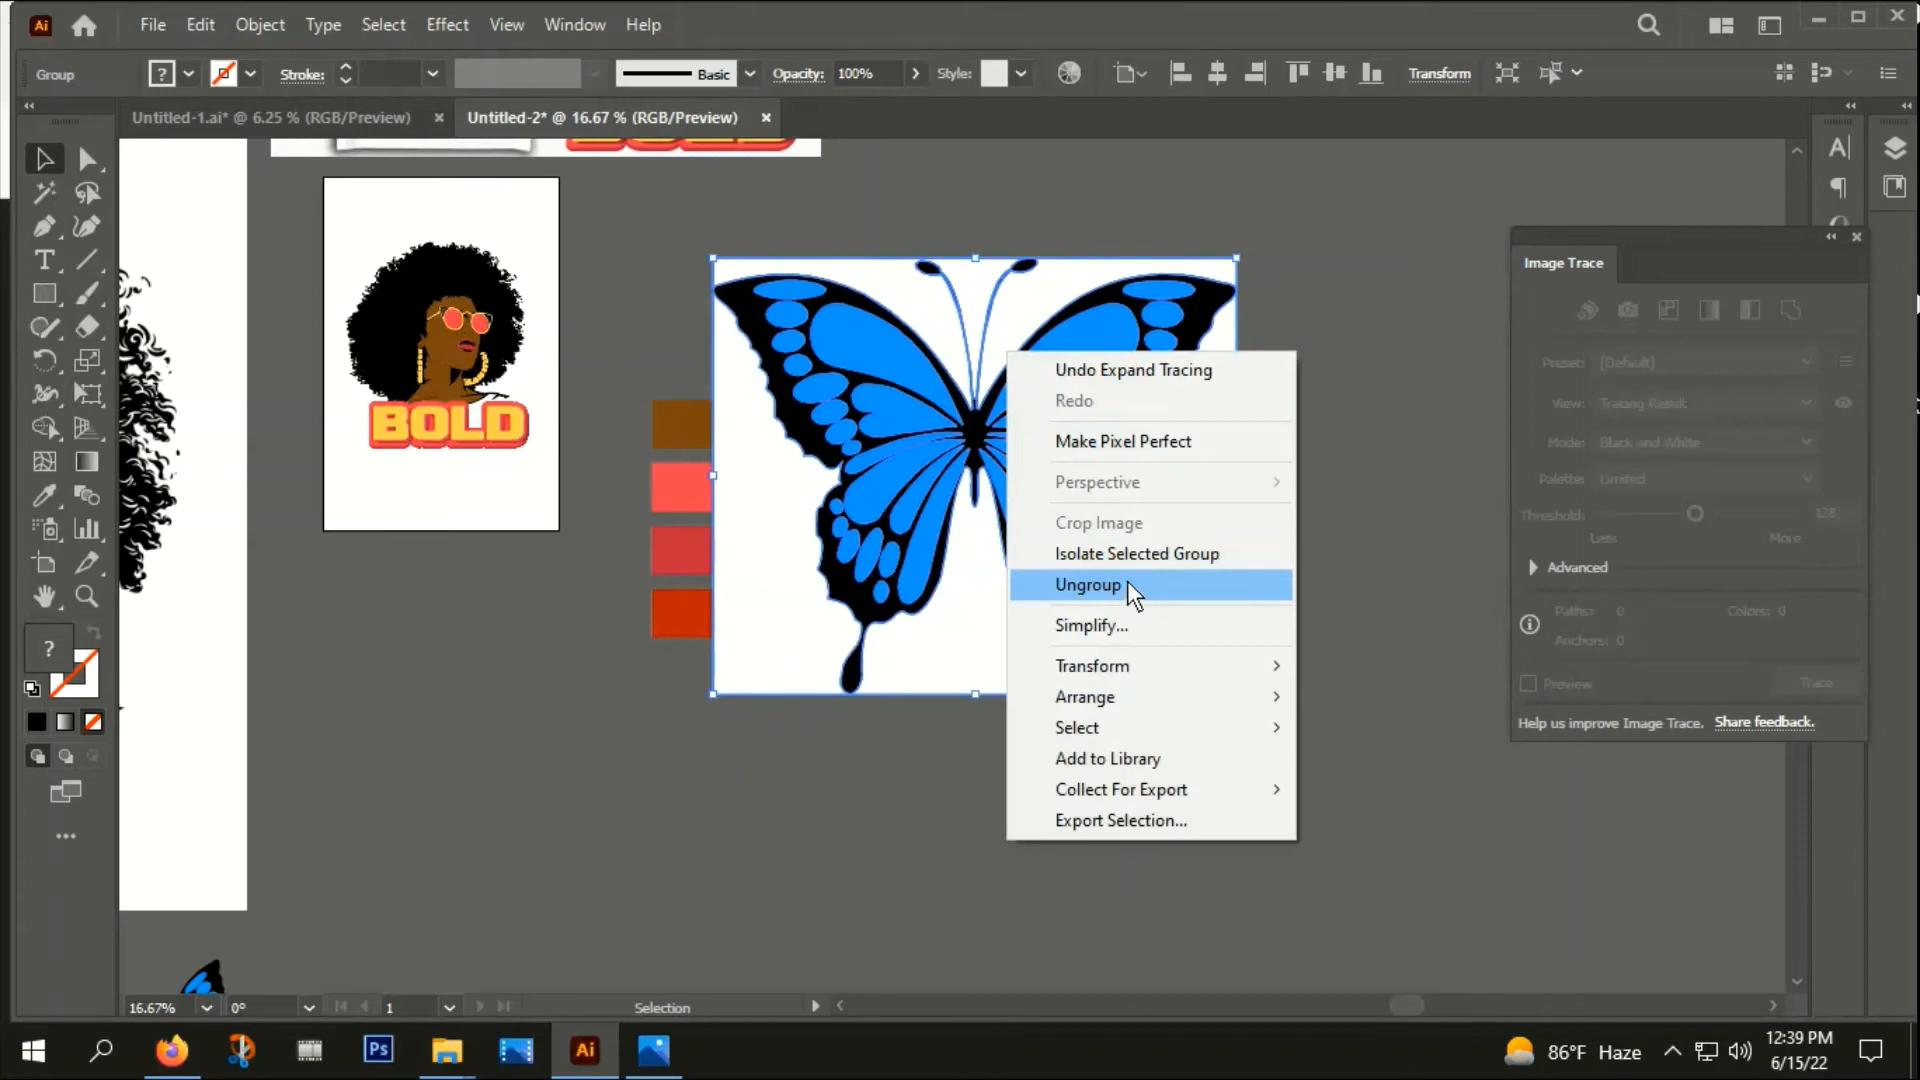 Ai File Edit Object Type Select Effect View Window Help
Group ? Stroke: Basic Opacity: 100% Style: Transform
Untitled-1.ai* @ 6.25 % (RGB/Preview) × Untitled-2* @ 16.67 % (RGB/Preview) ×
BOLD
Image Trace
Preset: [Default]
View: Tracing Result
Mode: Black and White
Palette: Limited
Threshold: 128
Less More
Advanced
Paths: 0 Colors: 0
Anchors: 0
Preview Trace
Help us improve Image Trace. Share feedback.
Undo Expand Tracing
Redo
Make Pixel Perfect
Perspective
Crop Image
Isolate Selected Group
Ungroup
Simplify...
Transform
Arrange
Select
Add to Library
Collect For Export
Export Selection...
?
16.67% 0° 1 Selection
Ps Ai 86°F Haze 12:39 PM
6/15/22